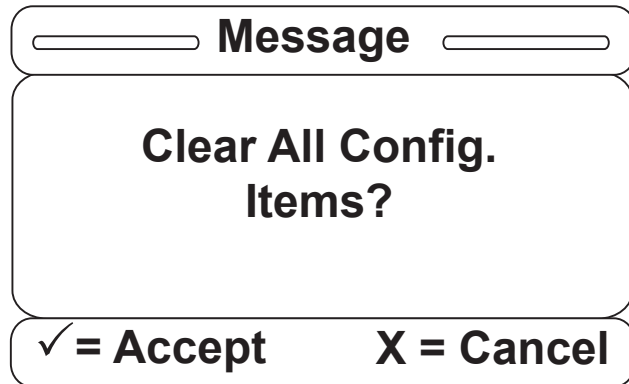 Message
Clear All Config.
Items?
✓= Accept X = Cancel